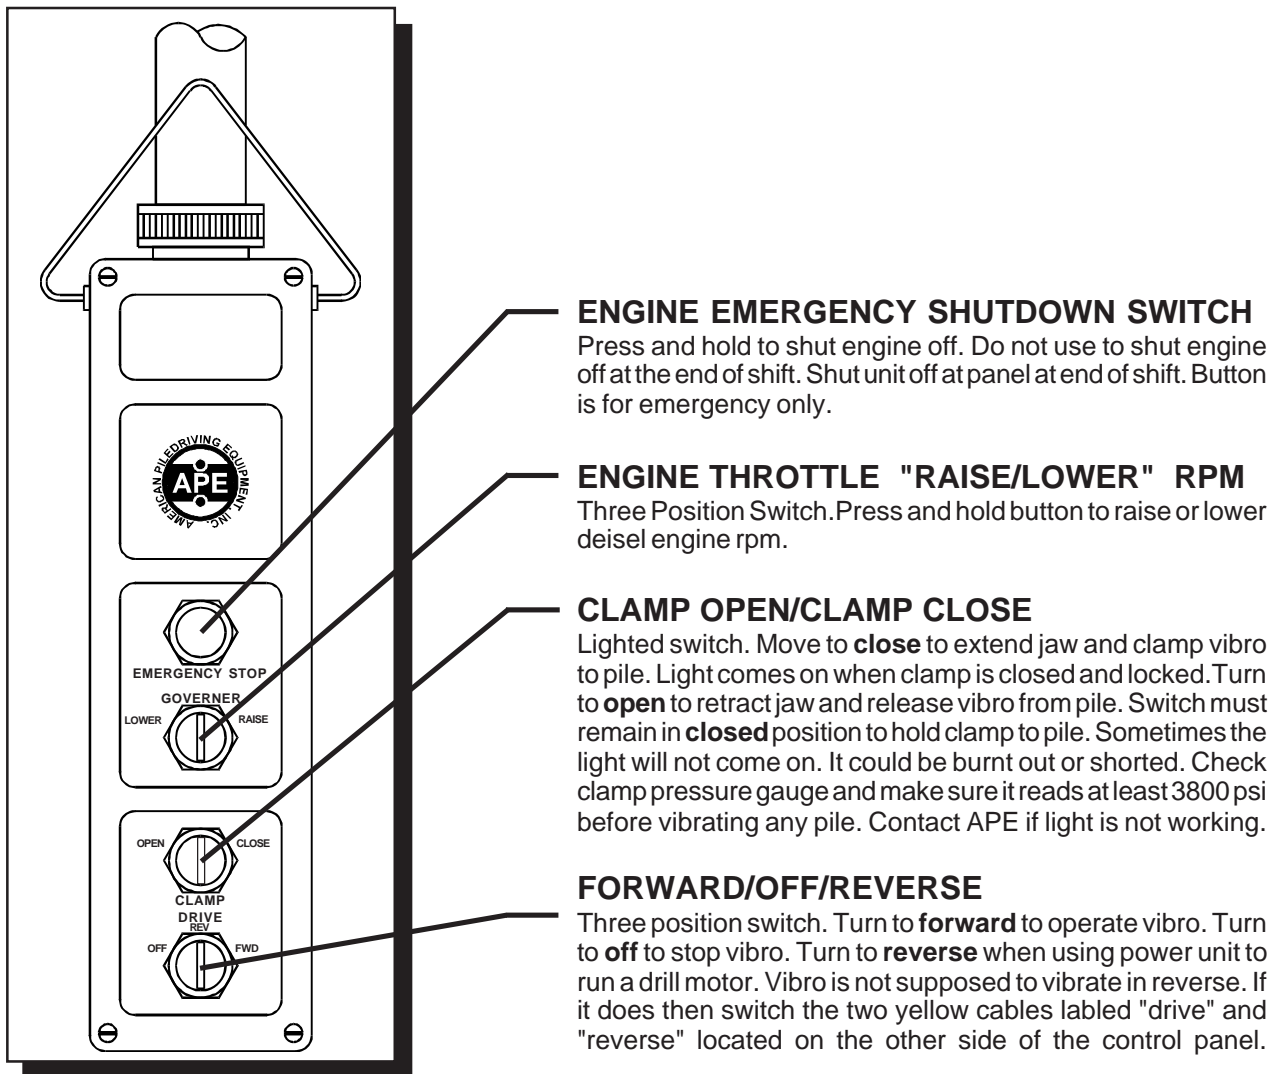 AMERICAN PILEDRIVING EQUIPMENT, INC.
APE
EMERGENCY STOP
GOVERNER
LOWER
RAISE
OPEN
CLOSE
CLAMP
DRIVE
REV
OFF
FWD
ENGINE EMERGENCY SHUTDOWN SWITCH
Press and hold to shut engine off. Do not use to shut engine
off at the end of shift. Shut unit off at panel at end of shift. Button
is for emergency only.
ENGINE THROTTLE "RAISE/LOWER" RPM
Three Position Switch.Press and hold button to raise or lower
deisel engine rpm.
CLAMP OPEN/CLAMP CLOSE
Lighted switch. Move to close to extend jaw and clamp vibro
to pile. Light comes on when clamp is closed and locked.Turn
to open to retract jaw and release vibro from pile. Switch must
remain in closed position to hold clamp to pile. Sometimes the
light will not come on. It could be burnt out or shorted. Check
clamp pressure gauge and make sure it reads at least 3800 psi
before vibrating any pile. Contact APE if light is not working.
FORWARD/OFF/REVERSE
Three position switch. Turn to forward to operate vibro. Turn
to off to stop vibro. Turn to reverse when using power unit to
run a drill motor. Vibro is not supposed to vibrate in reverse. If
it does then switch the two yellow cables labled "drive" and
"reverse" located on the other side of the control panel.